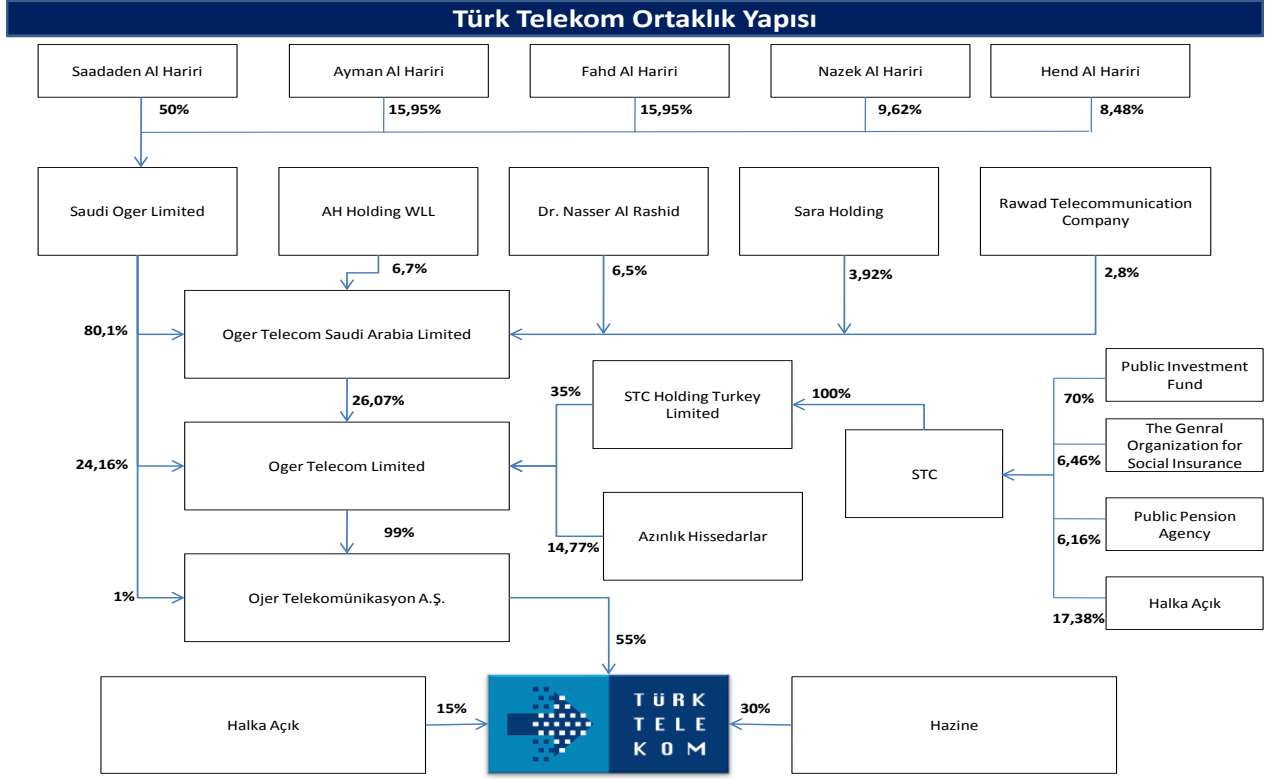 Türk Telekom Ortaklık Yapısı
Saadaden Al Hariri
Ayman Al Hariri
Fahd Al Hariri
Nazek Al Hariri
Hend Al Hariri
50%
15,95%
15,95%
9,62%
8,48%
Saudi Oger Limited
AH Holding WLL
Dr. Nasser Al Rashid
Sara Holding
Rawad Telecommunication
Company
6,7%
6,5%
3,92%
2,8%
80,1%
Oger Telecom Saudi Arabia Limited
26,07%
35%
STC Holding Turkey
Limited
100%
Public Investment
Fund
70%
24,16%
Oger Telecom Limited
STC
The Genral
Organization for
Social Insurance
6,46%
99%
14,77%
Azınlık Hissedarlar
Public Pension
Agency
6,16%
1%
Ojer Telekomünikasyon A.Ş.
Halka Açık
17,38%
55%
Halka Açık
15%
TÜRK
TELE
KOM
30%
Hazine